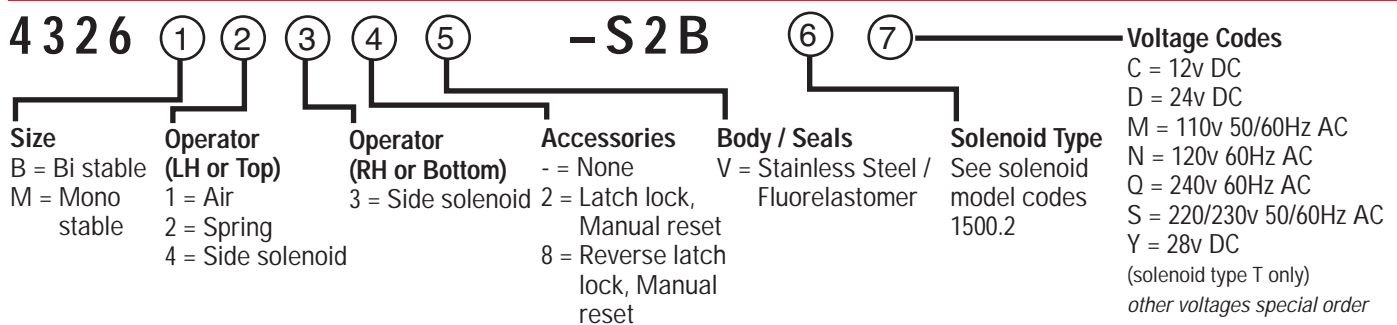 4326 ① ② ③ ④ ⑤ -S2B ⑥ ⑦
Size
B = Bi stable
M = Mono
stable
Operator
(LH or Top)
1 = Air
2 = Spring
4 = Side solenoid
Operator
(RH or Bottom)
3 = Side solenoid
Accessories
- = None
2 = Latch lock,
Manual reset
8 = Reverse latch
lock, Manual
reset
Body / Seals
V = Stainless Steel /
Fluorelastomer
Solenoid Type
See solenoid
model codes
1500.2
Voltage Codes
C = 12v DC
D = 24v DC
M = 110v 50/60Hz AC
N = 120v 60Hz AC
Q = 240v 60Hz AC
S = 220/230v 50/60Hz AC
Y = 28v DC
(solenoid type T only)
other voltages special order